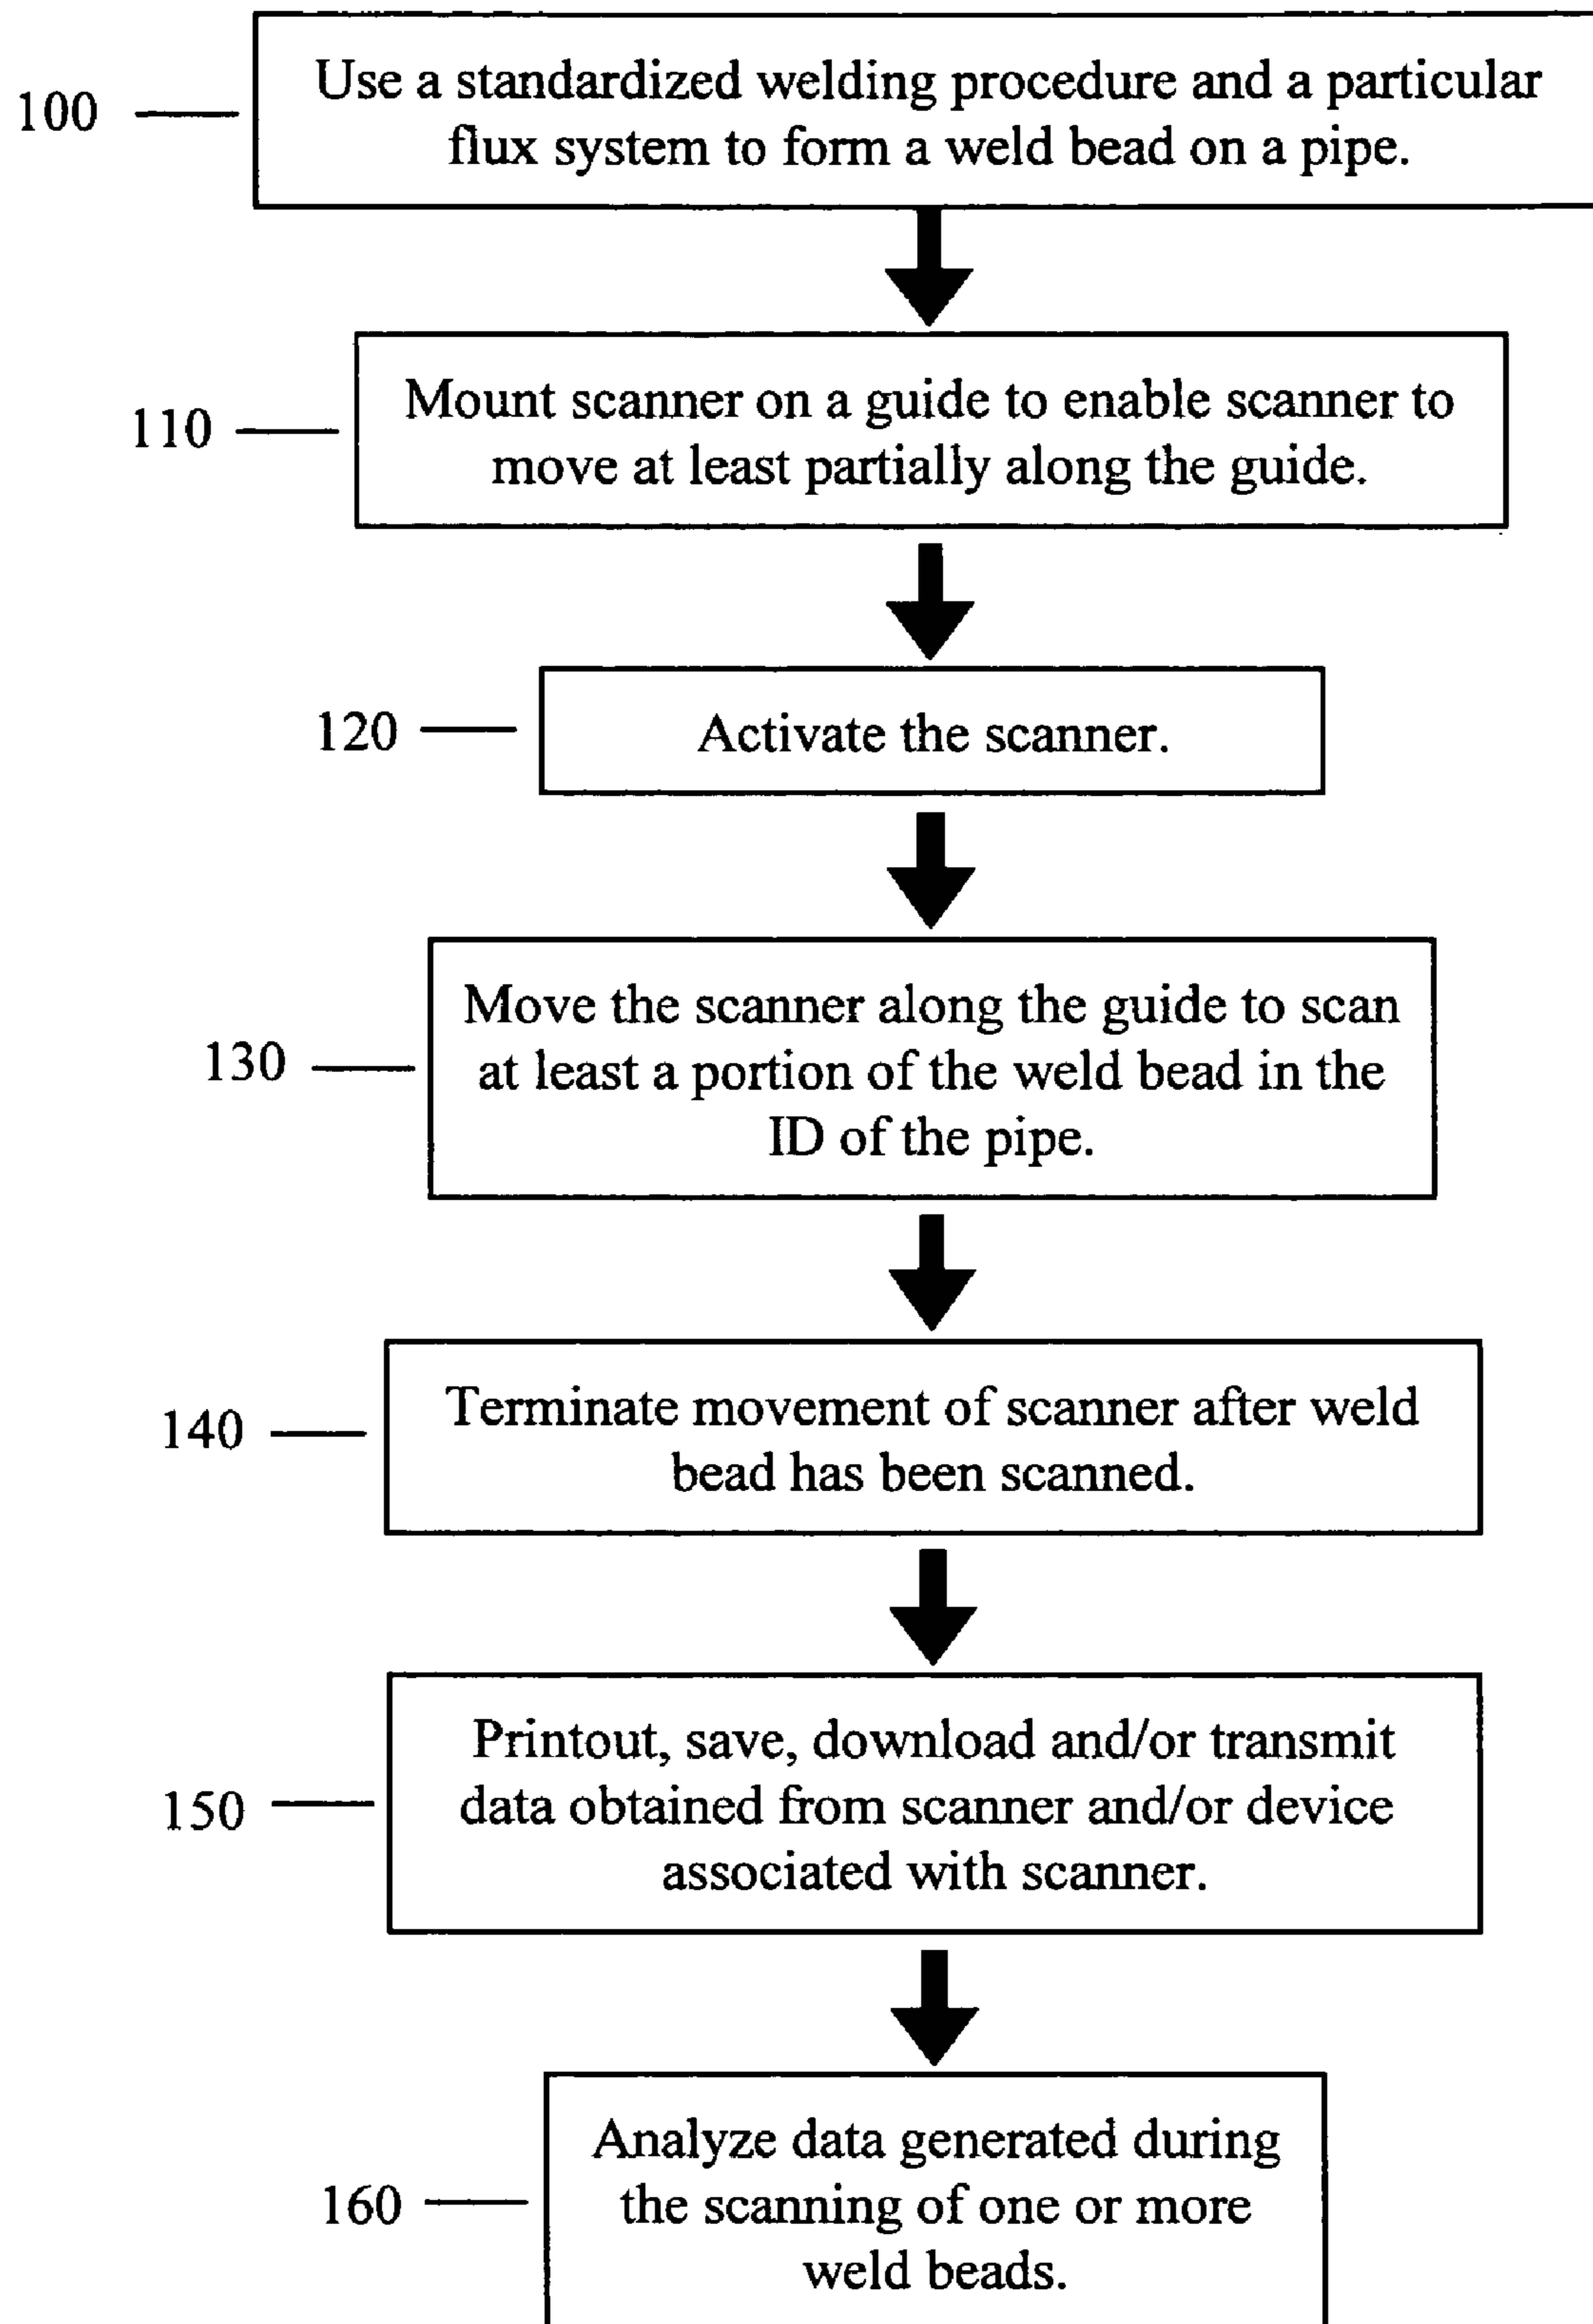 100
Use a standardized welding procedure and a particular
flux system to form a weld bead on a pipe.
110
Mount scanner on a guide to enable scanner to
move at least partially along the guide.
120
Activate the scanner.
130
Move the scanner along the guide to scan
at least a portion of the weld bead in the
ID of the pipe.
140
Terminate movement of scanner after weld
bead has been scanned.
150
Printout, save, download and/or transmit
data obtained from scanner and/or device
associated with scanner.
160
Analyze data generated during
the scanning of one or more
weld beads.